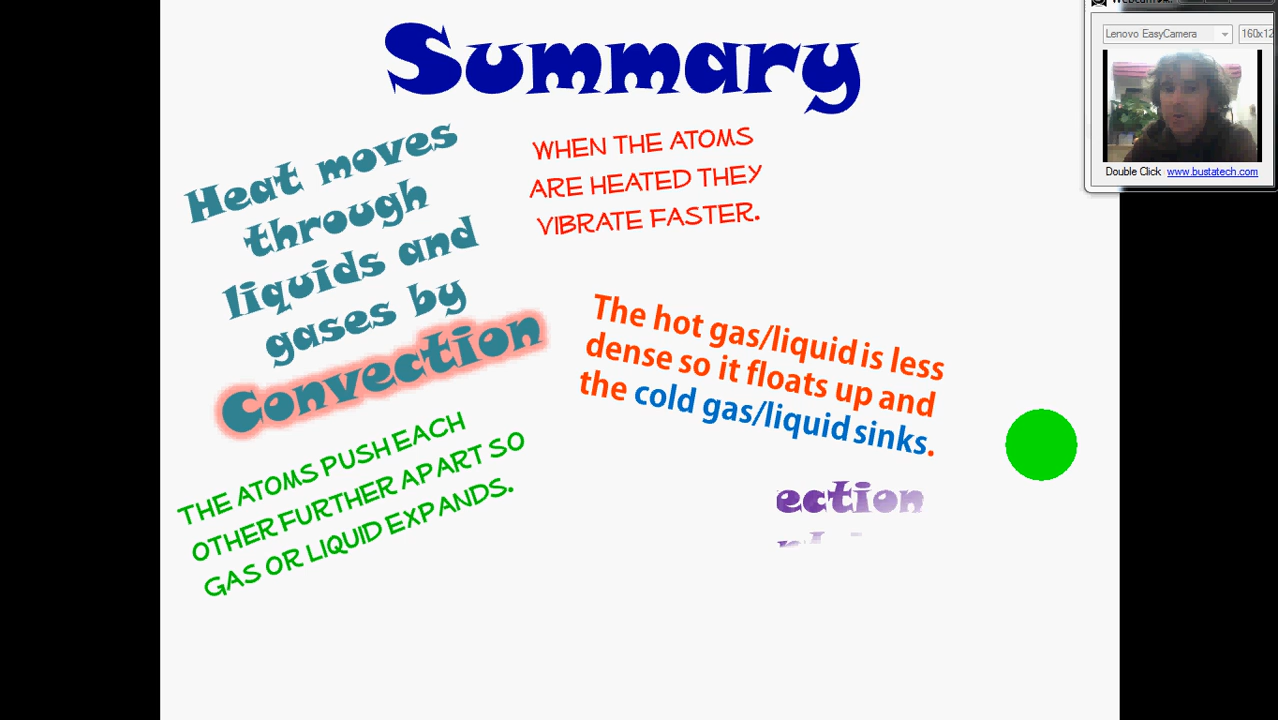 Summary
Heat moves
through
liquids and
gases by
Convection
WHEN THE ATOMS
ARE HEATED THEY
VIBRATE FASTER.
The hot gas/liquid is less
dense so it floats up and
the cold gas/liquid sinks.
THE ATOMS PUSH EACH
OTHER FURTHER APART SO
GAS OR LIQUID EXPANDS.
ection
Lenovo EasyCamera
160x12
Double Click www.bustatech.com